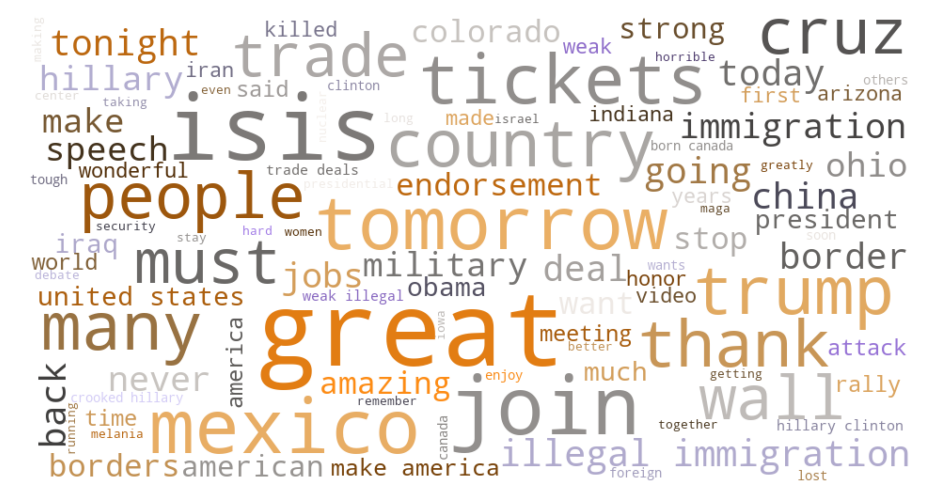 making
tonight
killed
colorado
strong
cruz
trade
weak
horrible
hillary
iran
even
said
clinton
tickets
today
others
center
taking
nuclear
long
first
arizona
make
isis
made
israel
indiana
immigration
speech
country
born canada
wonderful
trade deals
going
greatly
ohio
tough
people
presidential
endorsement
years
maga
china
security
stay
hard
women
tomorrow
president
iraq
must
stop
soon
border
world
debate
jobs
military
deal
wants
honor
united states
weak illegal
obama
want
video
trump
many
america
great
iowa
meeting
better
thank
attack
back
never
amazing
enjoy
much
getting
rally
remember
join
wall
crooked hillary
time
running
melania
mexico
canada
together
hillary clinton
borders
american
make america
illegal immigration
foreign
lost